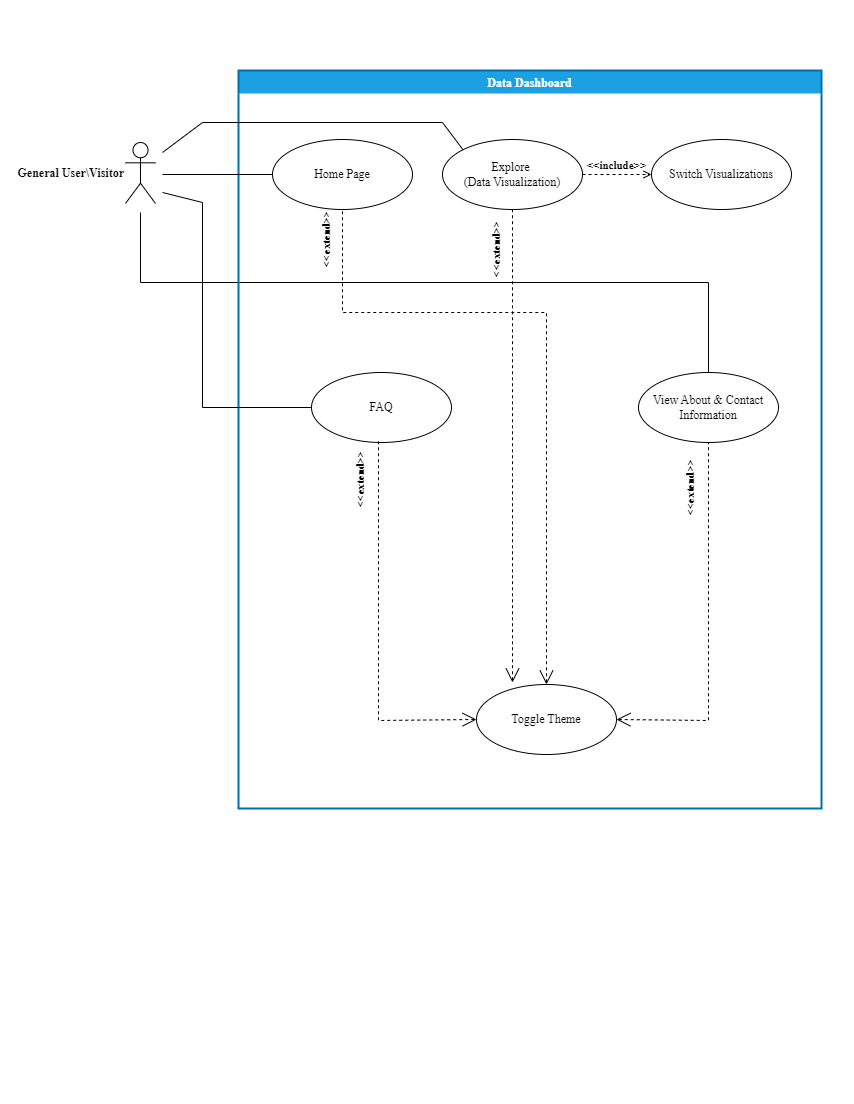 Data Dashboard
General User\Visitor
Home Page
Explore
(Data Visualization)
<<include>>
Switch Visualizations
<<extend>>
<<extend>>
FAQ
View About & Contact
Information
<<extend>>
<<extend>>
Toggle Theme